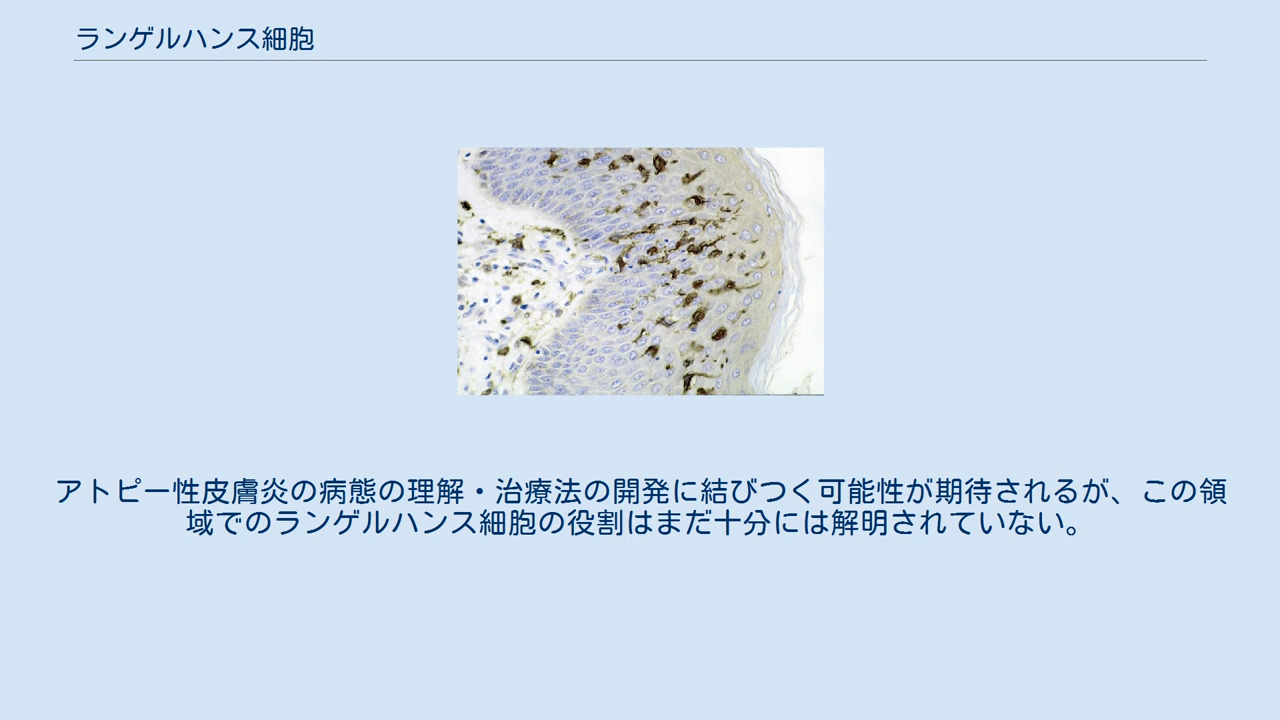 ランゲルハンス細胞
アトピー性皮膚炎の病態の理解・治療法の開発に結びつく可能性が期待されるが、この領
域でのランゲルハンス細胞の役割はまだ十分には解明されていない。